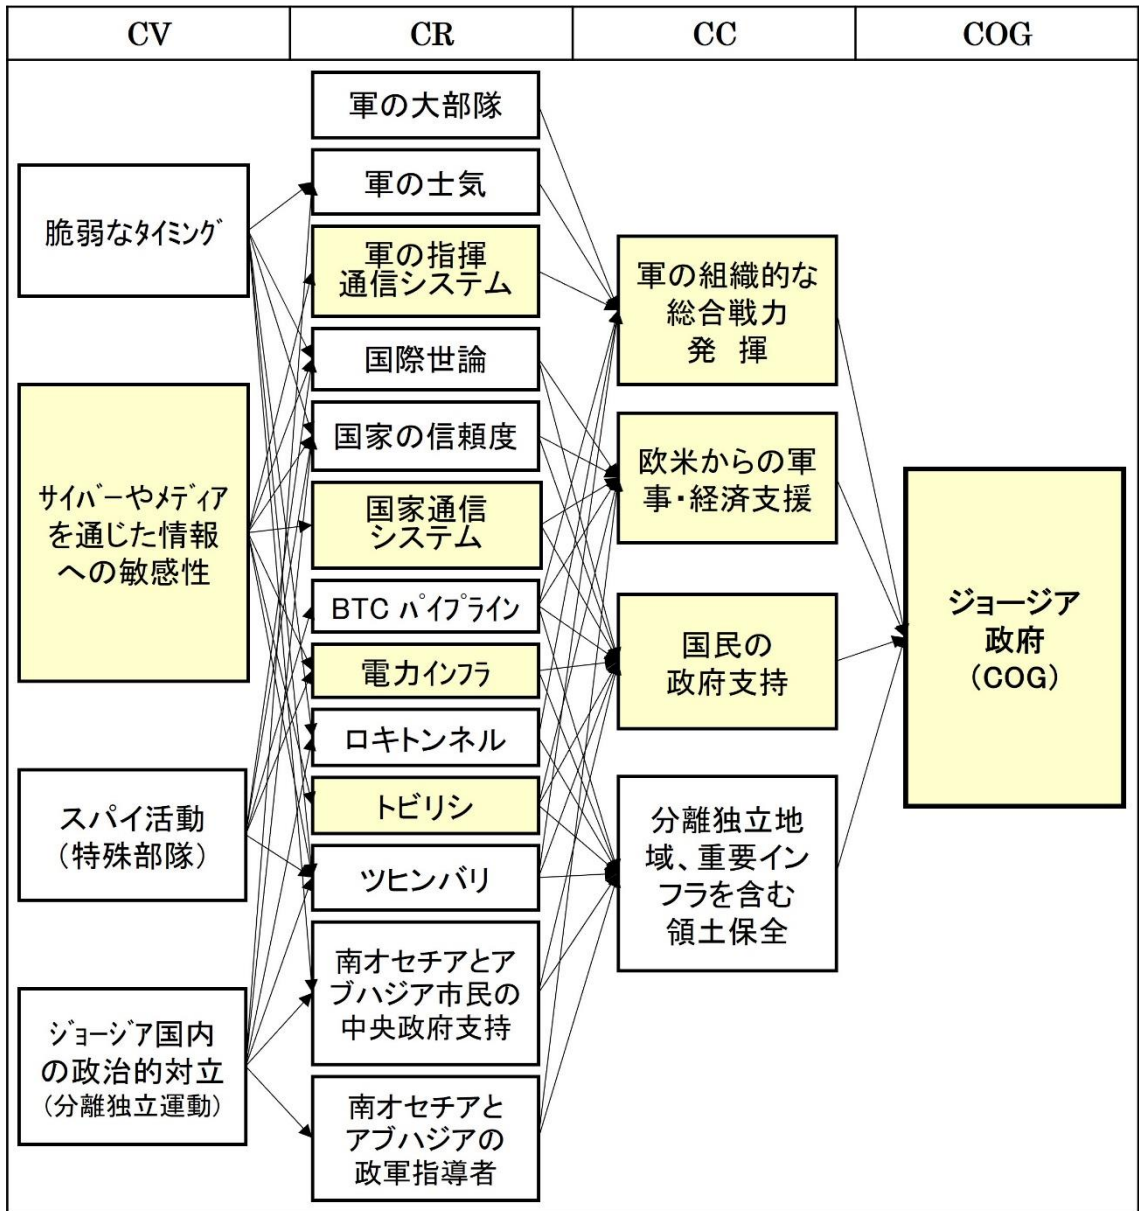 CV
CR
CC
COG
脆弱なﾀｲﾐﾝｸﾞ
ｻｲﾊﾞｰやﾒﾃﾞｨｱ
を通じた情報
への敏感性
スパイ活動
（特殊部隊）
ｼﾞｮｰｼﾞｱ国内
の政治的対立
（分離独立運動）
軍の大部隊
軍の士気
軍の指揮
通信システム
国際世論
国家の信頼度
国家通信
システム
BTC ﾊﾟｲﾌﾟﾗｲﾝ
電力ｲﾝﾌﾗ
ロキトンネル
トビリシ
ツヒンバリ
南オセチアとア
ブハジア市民の
中央政府支持
南オセチアと
アブハジアの
政軍指導者
軍の組織的な
総合戦力
発　揮
欧米からの軍
事・経済支援
国民の
政府支持
分離独立地
域、重要イン
フラを含む
領土保全
ジョージア
政府
（COG）